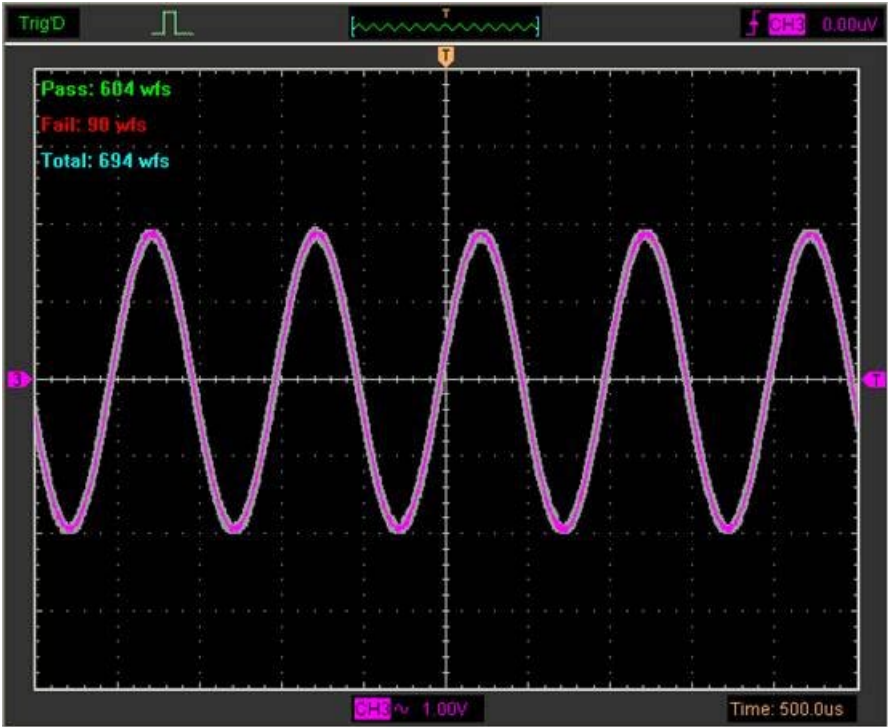 Trig'D T CH3 0.00uV
T
Pass: 604 wfs
Fail: 90 wfs
Total: 694 wfs
3 T
CH3 1.00V Time: 500.0us